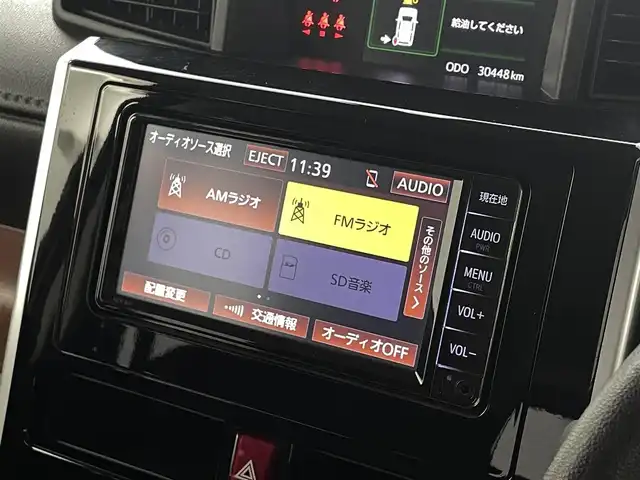 給油してください
ODO 30448km
オーディオソース選択
EJECT
11:39
AUDIO
AMラジオ
FMラジオ
CD
SD音楽
その他のソース
配置変更
交通情報
オーディオOFF
現在地
AUDIO
PWR
MENU
CTRL
VOL+
VOL-